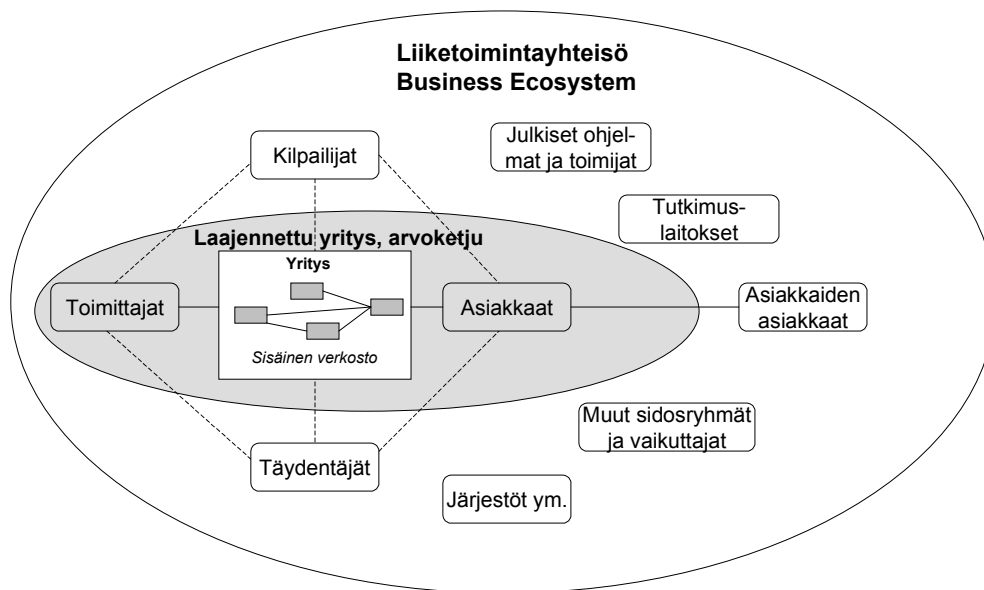 Liiketoimintayhteisö
Business Ecosystem
Julkiset ohjel-
mat ja toimijat
Kilpailijat
Tutkimus-
laitokset
Laajennettu yritys, arvoketju
Yritys
Toimittajat
Asiakkaat
Asiakkaiden
asiakkaat
Sisäinen verkosto
Muut sidosryhmät
ja vaikuttajat
Täydentäjät
Järjestöt ym.